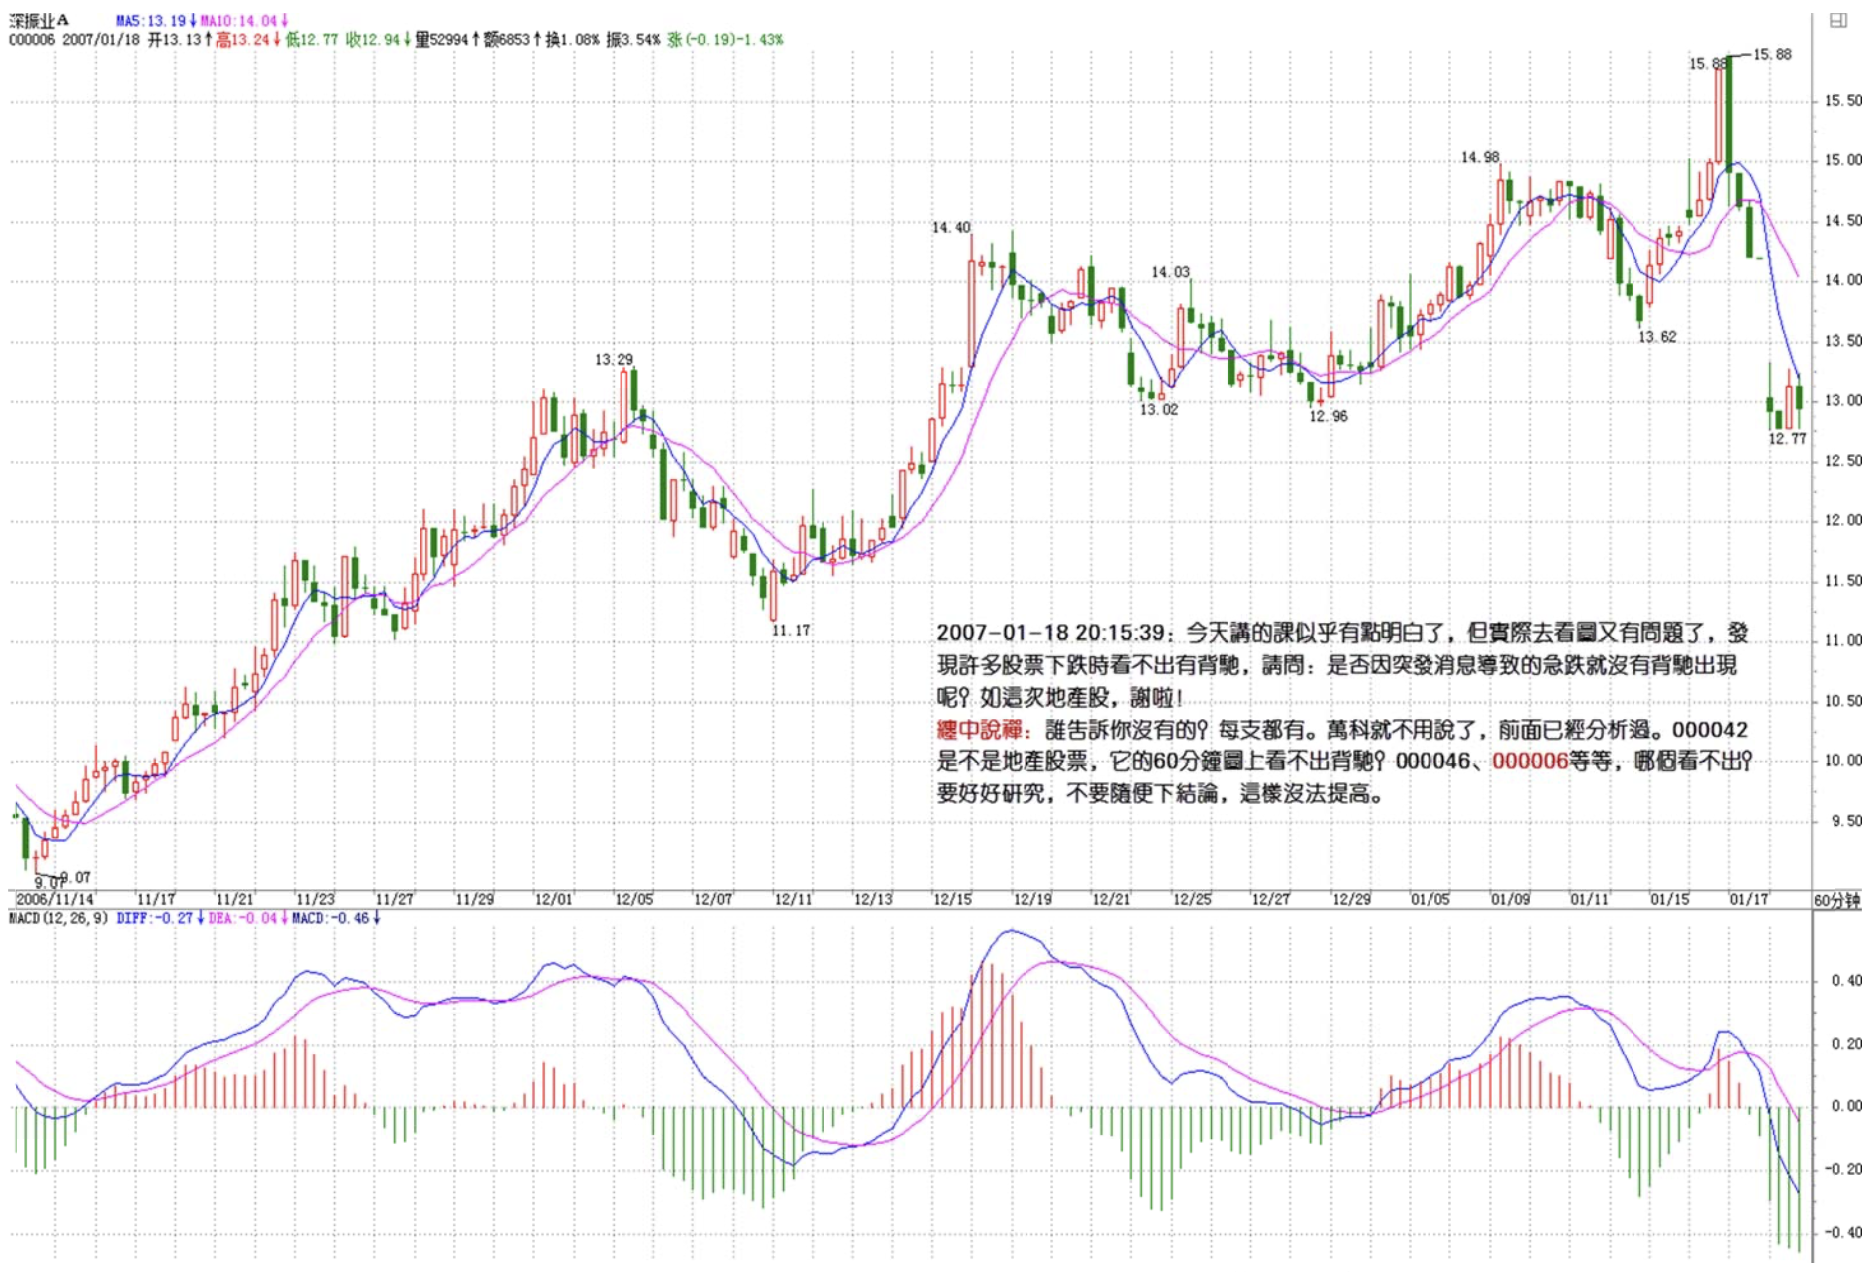 深振业A MA5:13.19↓MA10:14.04↓
000006 2007/01/18 开13.13↑高13.24↓低12.77 收12.94↓量52994↑额6853↑换1.08% 振3.54% 涨(-0.19)-1.43%
15.88 15.88
15.50
14.98 15.00
14.40 14.50
14.03 14.00
13.62
13.29 13.50
13.02 12.96 13.00
12.77
12.50
12.00
11.50
11.17
11.00
10.50
10.00
9.50
9.07 9.07
2007-01-18 20:15:39：今天講的課似乎有點明白了，但實際去看圖又有問題了，發
現許多股票下跌時看不出有背馳，請問：是否因突發消息導致的急跌就沒有背馳出現
呢？如這次地產股，謝啦！
纏中說禪：誰告訴你沒有的？每支都有。萬科就不用說了，前面已經分析過。000042
是不是地產股票，它的60分鐘圖上看不出背馳？000046、000006等等，哪個看不出？
要好好研究，不要隨便下結論，這樣沒法提高。
2006/11/14 11/17 11/21 11/23 11/27 11/29 12/01 12/05 12/07 12/11 12/13 12/15 12/19 12/21 12/25 12/27 12/29 01/05 01/09 01/11 01/15 01/17 60分钟
MACD(12,26,9) DIFF:-0.27↓DEA:-0.04↓MACD:-0.46↓
0.40
0.20
0.00
-0.20
-0.40